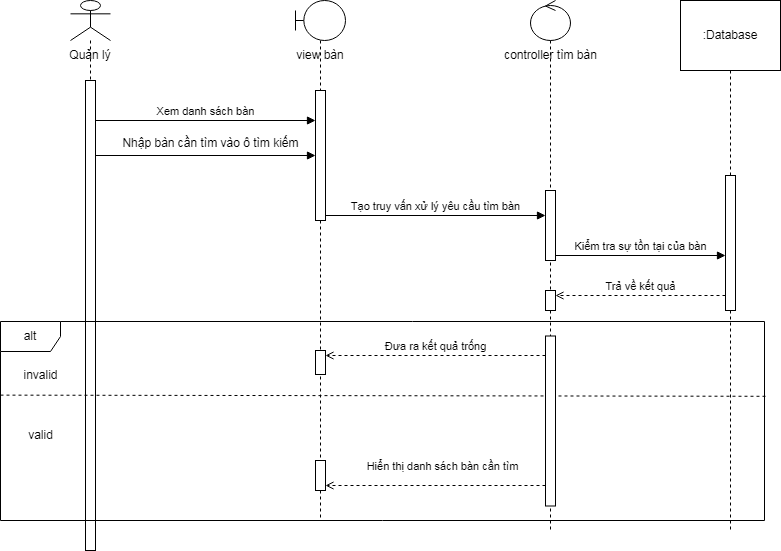 Quản lý
view bàn
controller tìm bàn
:Database
Xem danh sách bàn
Nhập bàn cần tìm vào ô tìm kiếm
Tạo truy vấn xử lý yêu cầu tìm bàn
Kiểm tra sự tồn tại của bàn
Trả về kết quả
alt
Đưa ra kết quả trống
invalid
valid
Hiển thị danh sách bàn cần tìm